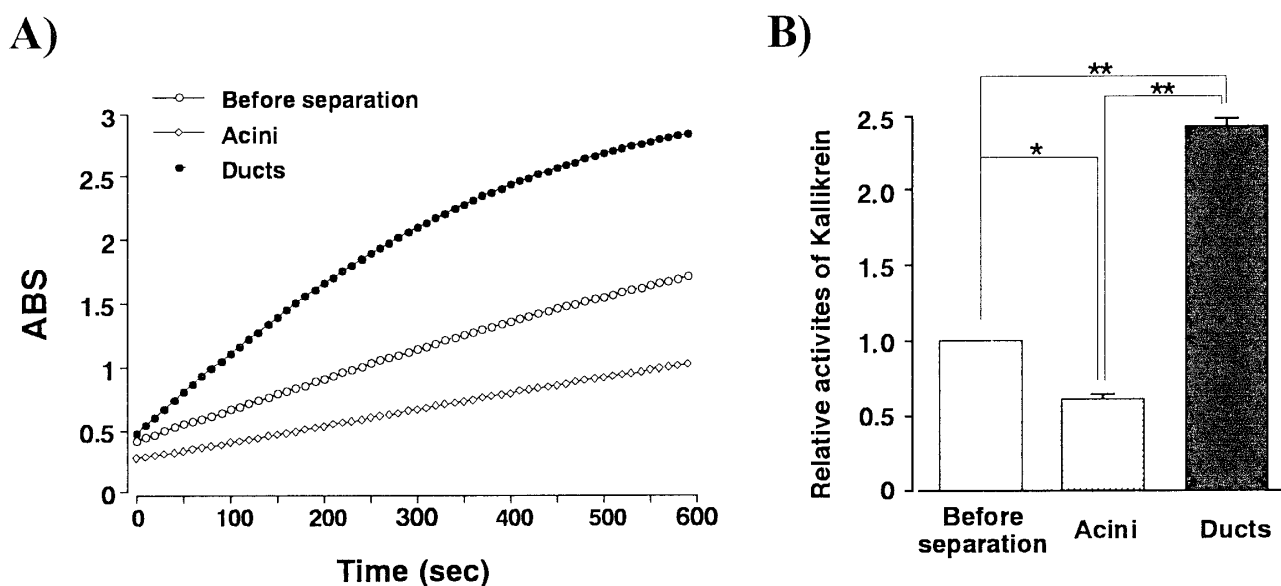 A)
Before separation
Acini
Ducts
3
2.5
2
1.5
1
0.5
0
ABS
0 100 200 300 400 500 600
Time (sec)
B)
**
**
*
Relative activites of Kallikrein
2.5
2.0
1.5
1.0
0.5
0
Before
separation
Acini
Ducts